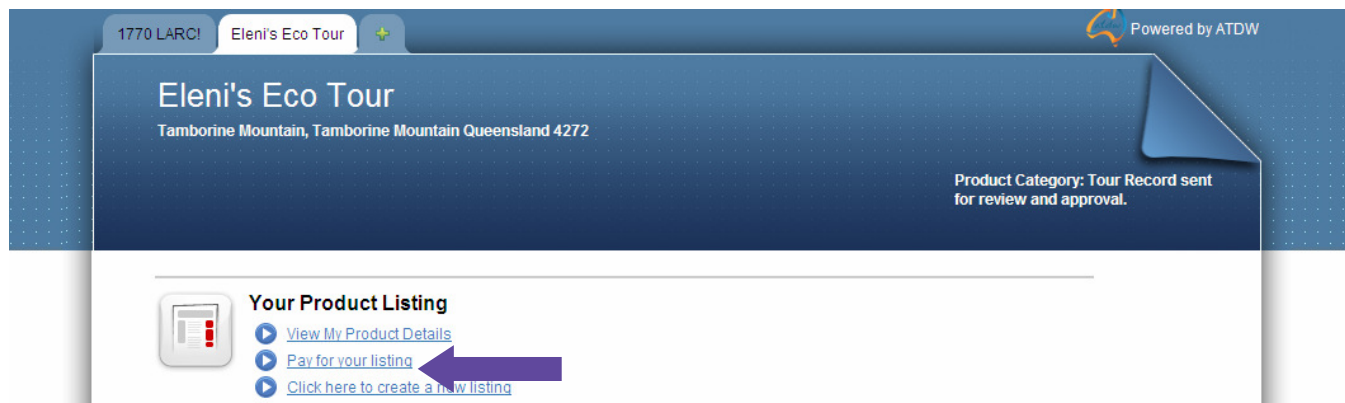 1770 LARC!
Eleni's Eco Tour
Powered by ATDW
Eleni's Eco Tour
Tamborine Mountain, Tamborine Mountain Queensland 4272
Product Category: Tour Record sent
for review and approval.
Your Product Listing
View My Product Details
Pay for your listing
Click here to create a new listing